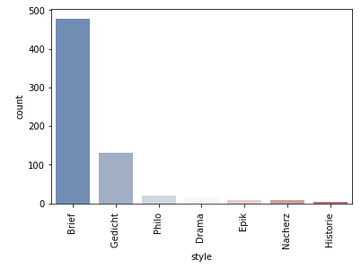 500
400
300
200
100
0
count
Brief
Gedicht
Philo
Drama
Epik
Nacherz
Historie
style